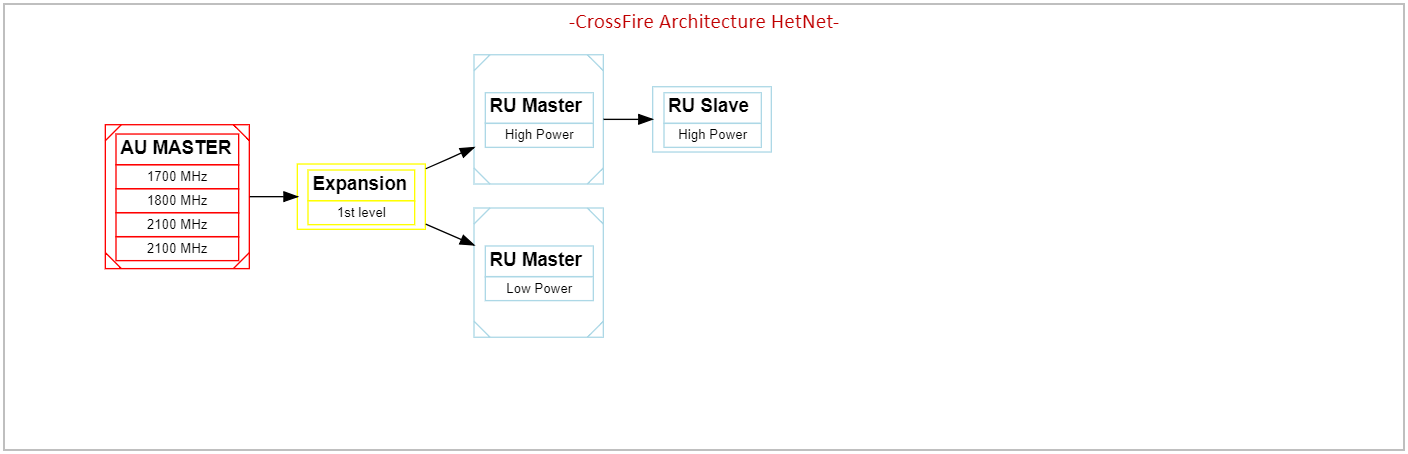 -CrossFire Architecture HetNet-
AU MASTER
1700 MHz
1800 MHz
2100 MHz
2100 MHz
Expansion
1st level
RU Master
High Power
RU Slave
High Power
RU Master
Low Power